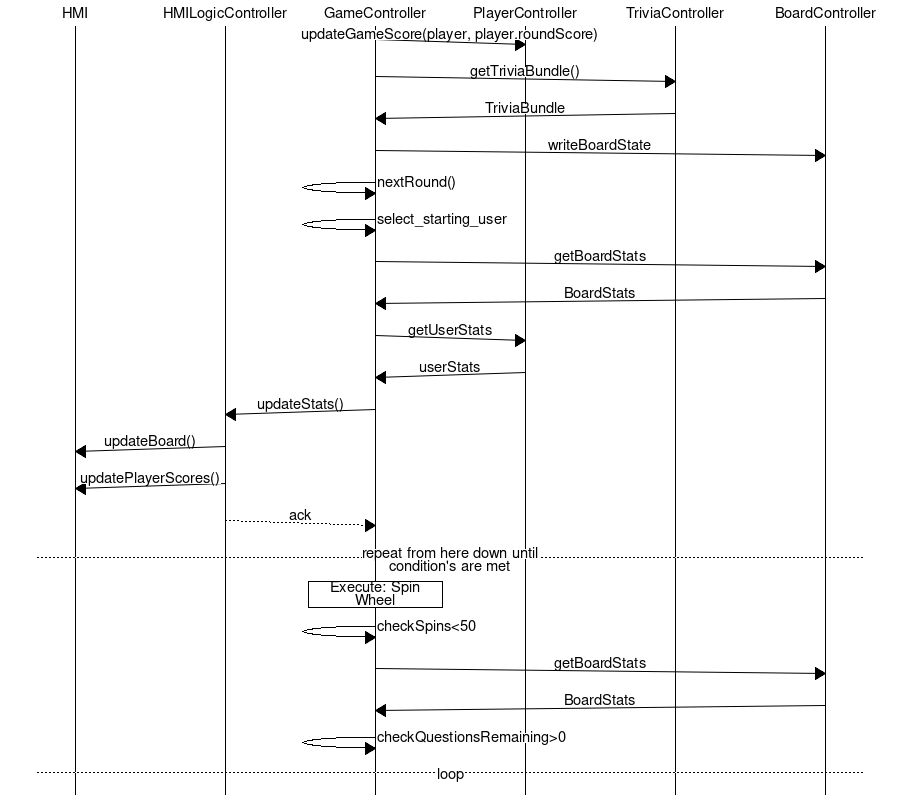 HMI HMILogicController GameController PlayerController TriviaController BoardController
updateGameScore(player, player.roundScore)
getTriviaBundle()
TriviaBundle
writeBoardState
nextRound()
select_starting_user
getBoardStats
BoardStats
getUserStats
userStats
updateStats()
updateBoard()
updatePlayerScores()
ack
repeat from here down until
condition's are met
Execute: Spin
Wheel
checkSpins<50
getBoardStats
BoardStats
checkQuestionsRemaining>0
loop